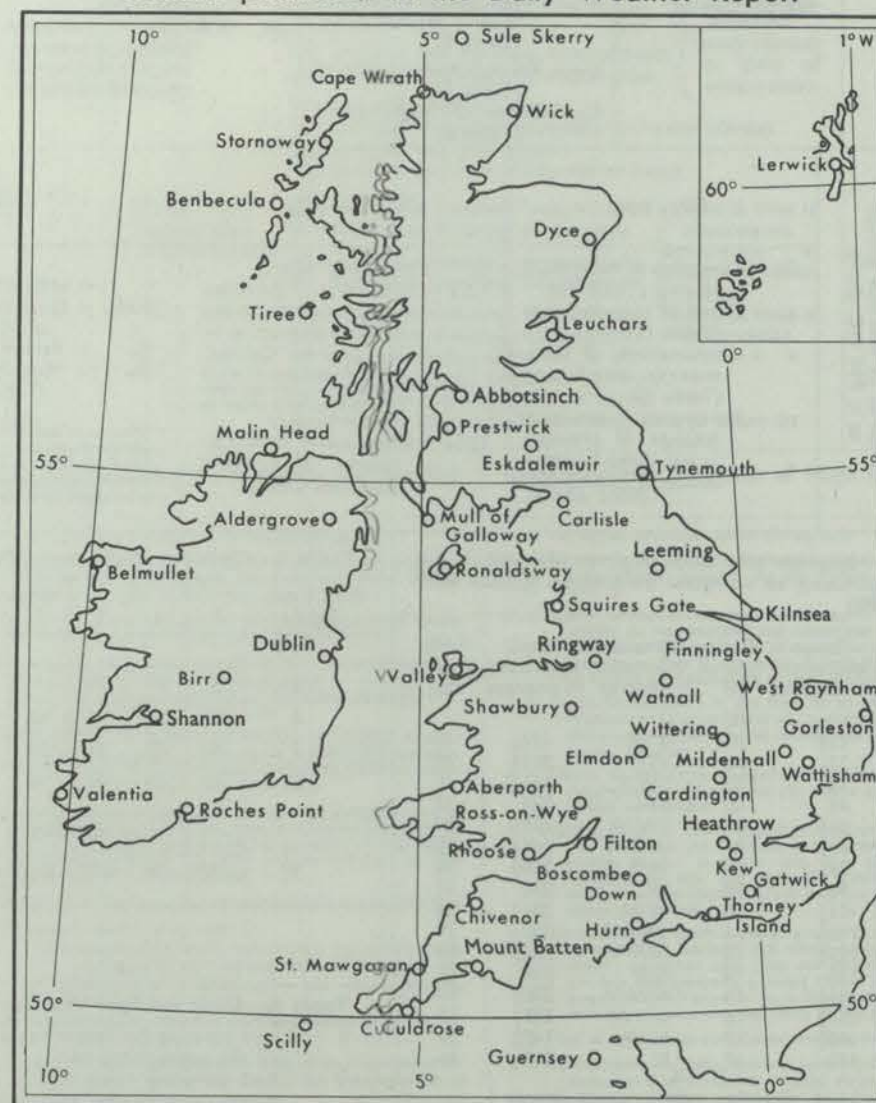 Daily Weather Report
10° 5° Sule Skerry 1° W
Cape Wrath
Wick
Stornoway
Lerwick
60°
Benbecula
Dyce
Tiree
Leuchars
0°
Abbotsinch
Prestwick
Malin Head
Eskdalemuir
55° Tynemouth 55°
Aldergrove Mull of Galloway Carlisle
Leeming
Belmullet Ronaldsway
Squires Gate Kilnsea
Dublin Ringway Finningley
Birr Valley Watnall West Raynham
Shannon Shawbury Gorleston
Wittering
Elmdon Mildenhall
Wattisham
Valentia Aberporth Cardington
Roches Point Ross-on-Wye
Heathrow
Rhoose Filton
Kew
Boscombe Down Gatwick
Chivenor Thorney Island
Hurn
Mount Batten
St. Mawgan
50° 50°
Culdrose
Scilly
Guernsey
10° 5° 0°